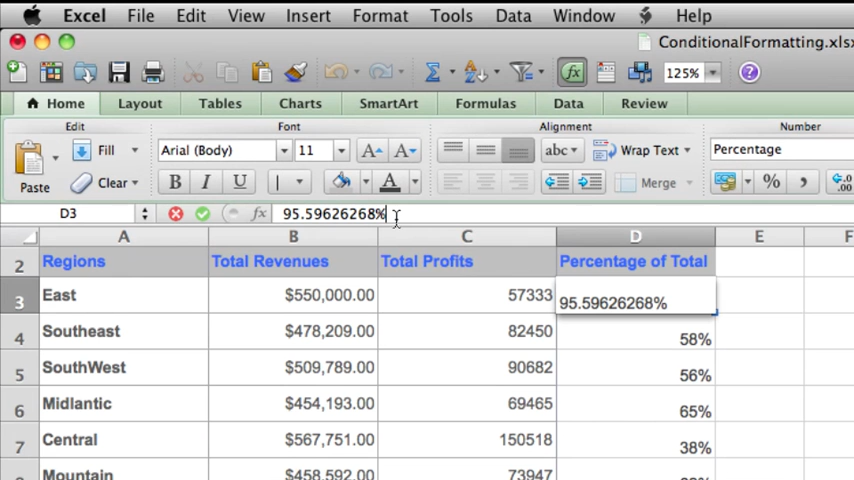 Excel File Edit View Insert Format Tools Data Window Help
ConditionalFormatting.xlsx
125%
Home Layout Tables Charts SmartArt Formulas Data Review
Edit Font Alignment Number
Fill Arial (Body) 11 A A abc Wrap Text Percentage
Paste Clear B I U A Merge % ,
D3 fx 95.59626268%
A B C D E F
2 Regions Total Revenues Total Profits Percentage of Total
3 East $550,000.00 57333 95.59626268%
4 Southeast $478,209.00 82450 58%
5 SouthWest $509,789.00 90682 56%
6 Midlantic $454,193.00 69465 65%
7 Central $567,751.00 150518 38%
Mountain $458,592.00 73947